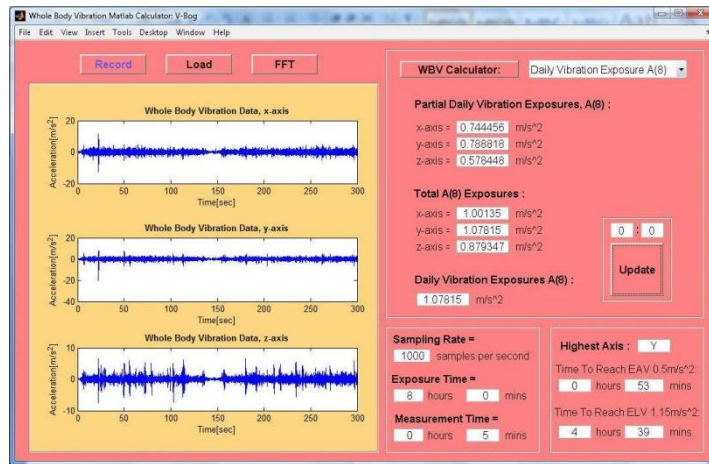 Whole Body Vibration Matlab Calculator: V-Bog
File Edit View Insert Tools Desktop Window Help
Record Load FFT
Whole Body Vibration Data, x-axis
Acceleration[m/s²]
20
0
-20
0 50 100 150 200 250 300
Time[sec]
Whole Body Vibration Data, y-axis
Acceleration[m/s²]
20
0
-20
-40
0 50 100 150 200 250 300
Time[sec]
Whole Body Vibration Data, z-axis
Acceleration[m/s²]
10
0
-10
0 50 100 150 200 250 300
Time[sec]
WBV Calculator: Daily Vibration Exposure A(8)
Partial Daily Vibration Exposures, A(8) :
x-axis = 0.744456 m/s^2
y-axis = 0.788818 m/s^2
z-axis = 0.578448 m/s^2
Total A(8) Exposures :
x-axis = 1.00135 m/s^2
y-axis = 1.07815 m/s^2
z-axis = 0.879347 m/s^2
0 : 0
Update
Daily Vibration Exposures A(8) :
1.07815 m/s^2
Sampling Rate =
1000 samples per second
Exposure Time =
8 hours 0 mins
Measurement Time =
0 hours 5 mins
Highest Axis : Y
Time To Reach EAV 0.5m/s^2:
0 hours 53 mins
Time To Reach ELV 1.15m/s^2:
4 hours 39 mins